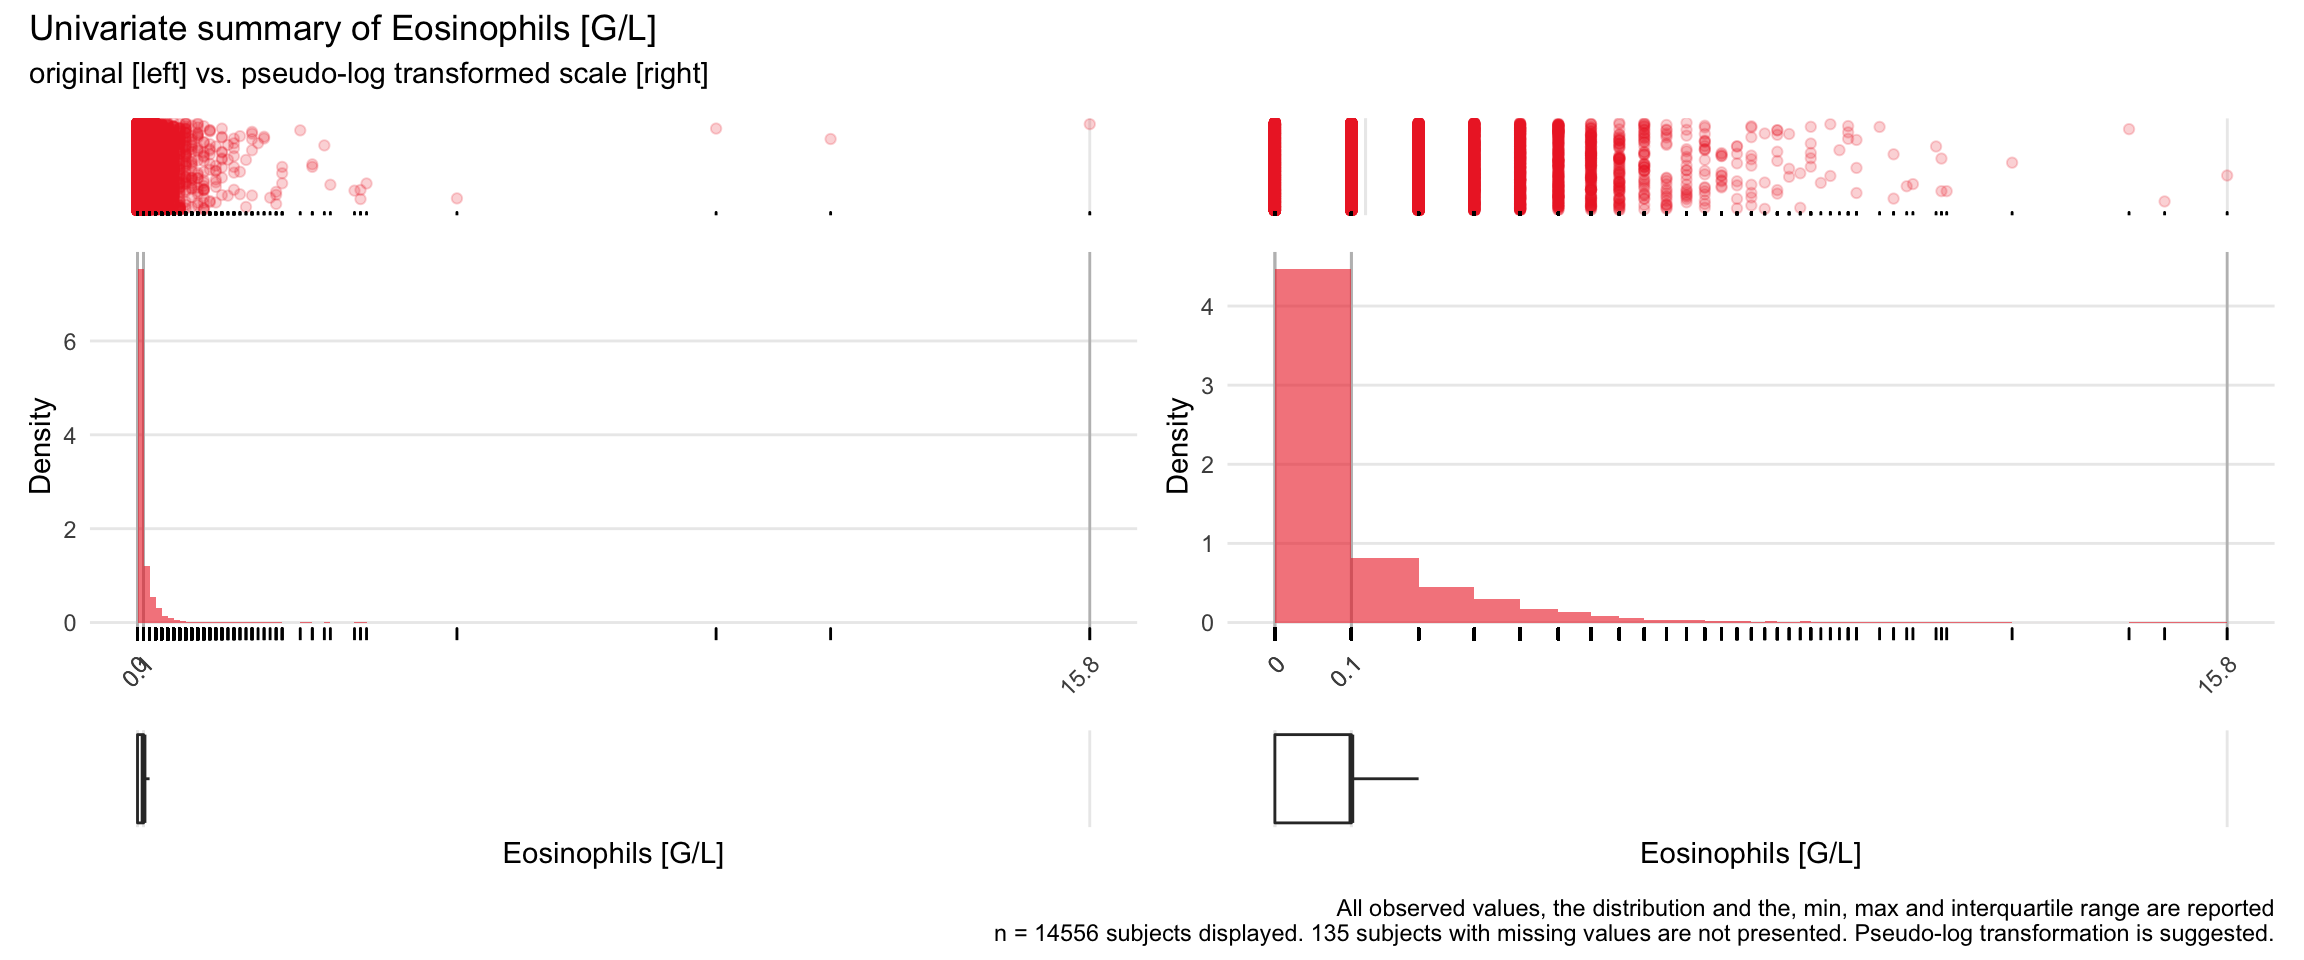 Univariate summary of Eosinophils [G/L]
original [left] vs. pseudo-log transformed scale [right]
Density
6
4
2
0
0
0.1
15.8
Eosinophils [G/L]
Density
4
3
2
1
0
0
0.1
15.8
Eosinophils [G/L]
All observed values, the distribution and the, min, max and interquartile range are reported
n = 14556 subjects displayed. 135 subjects with missing values are not presented. Pseudo-log transformation is suggested.